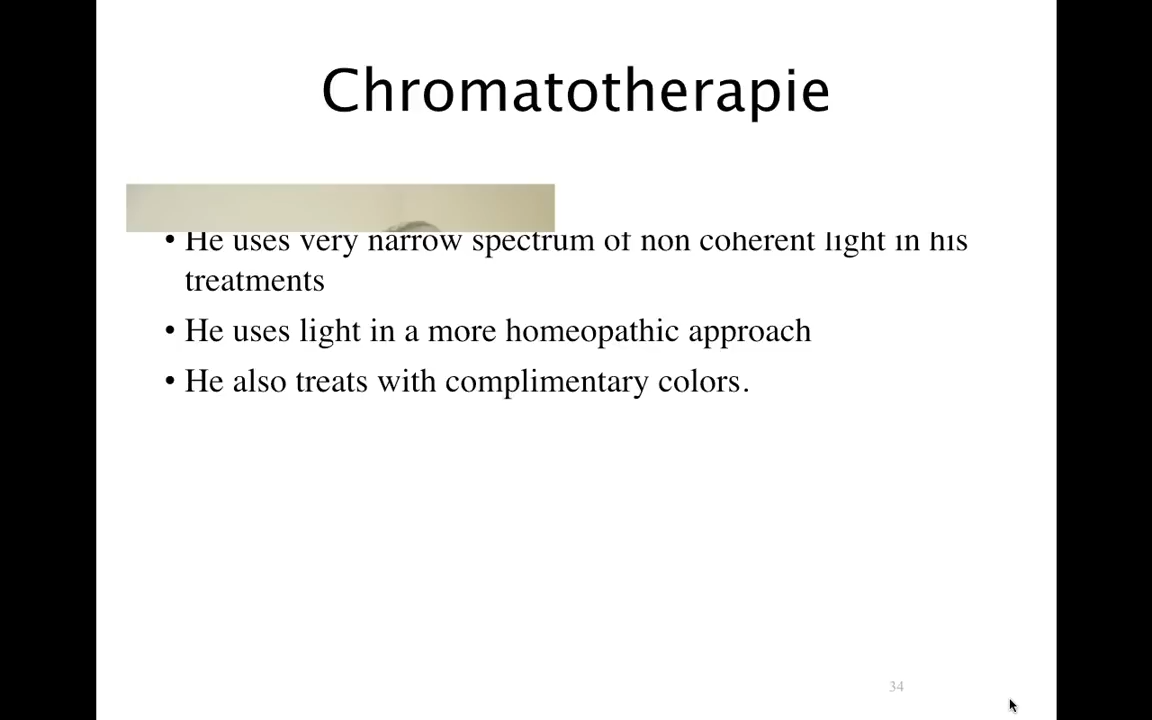 Chromatotherapie
• He uses very narrow spectrum of non coherent light in his
treatments
• He uses light in a more homeopathic approach
• He also treats with complimentary colors.
34